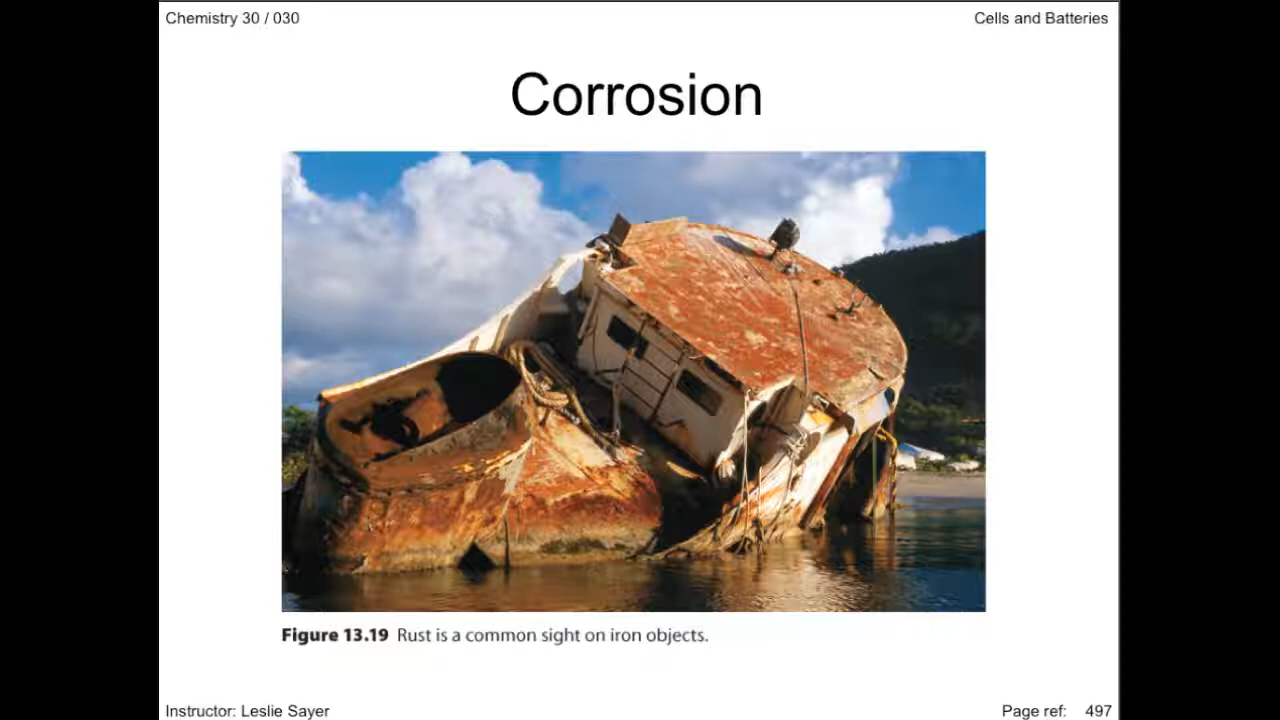 Chemistry 30 / 030
Cells and Batteries
Corrosion
Figure 13.19 Rust is a common sight on iron objects.
Instructor: Leslie Sayer
Page ref: 497